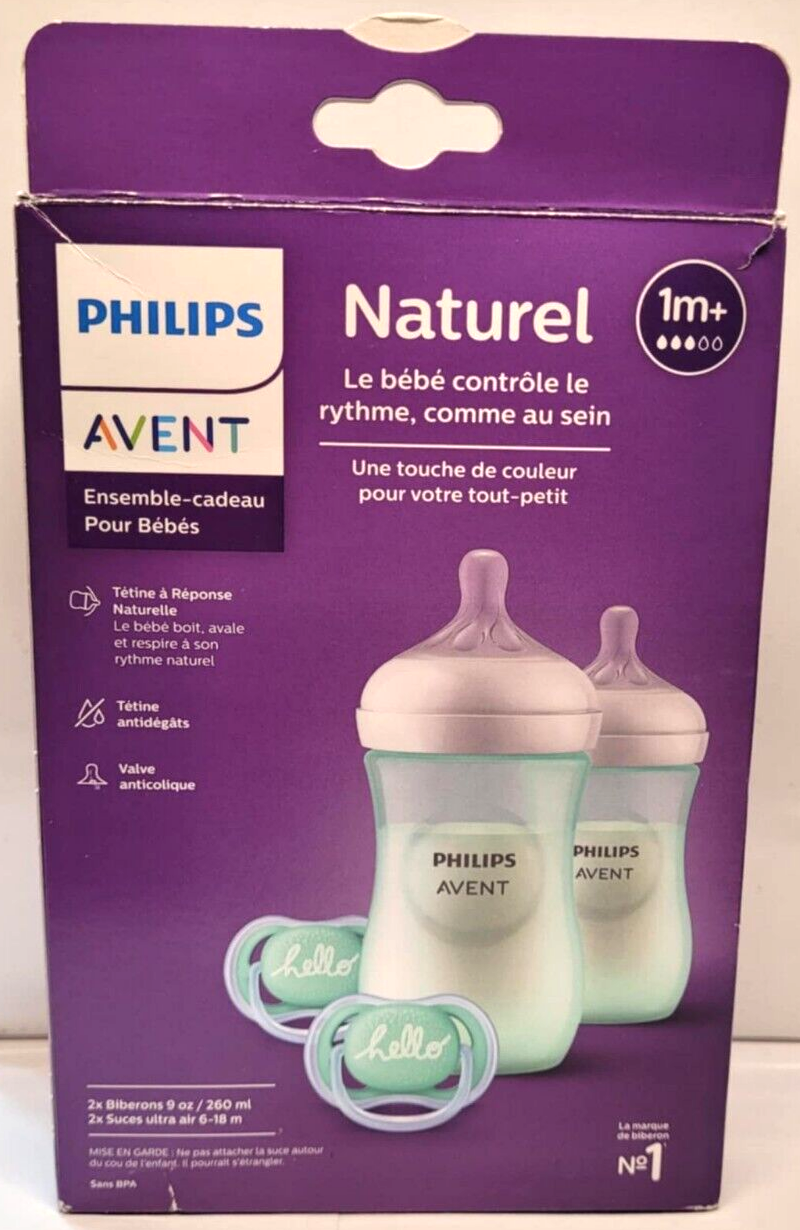 PHILIPS
AVENT
Ensemble-cadeau
Pour Bébés
Naturel
Le bébé contrôle le
rythme, comme au sein
Une touche de couleur
pour votre tout-petit
1m+
Tétine à Réponse
Naturelle
Le bébé boit, avale
et respire à son
rythme naturel
Tétine
antidégâts
Valve
anticolique
PHILIPS
AVENT
PHILIPS
AVENT
hello
hello
2x Biberons 9 oz / 260 ml
2x Suces ultra air 6-18 m
MISE EN GARDE : Ne pas attacher la suce autour
du cou de l'enfant. Il pourrait s'étrangler.
Sans BPA
La marque
de biberon
Nº1